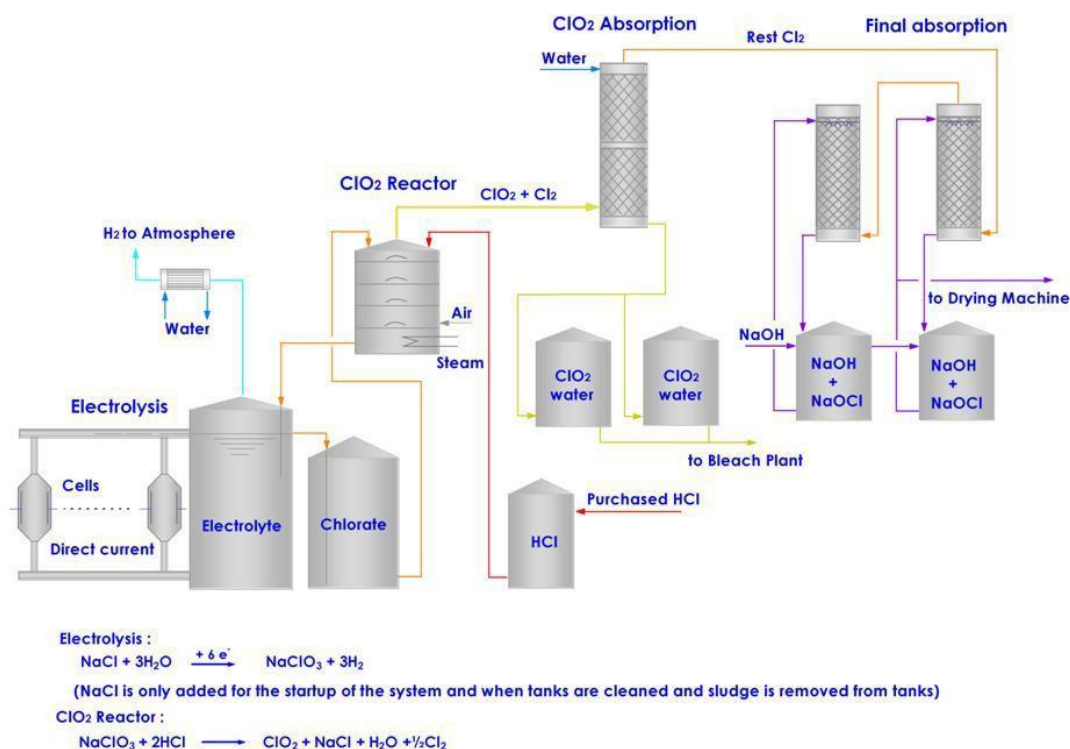 ClO₂ Absorption
Final absorption
Rest Cl₂
Water
ClO₂ Reactor
ClO₂ + Cl₂
H₂ to Atmosphere
Water
Air
Steam
to Drying Machine
NaOH
NaOH
+
NaOCl
NaOH
+
NaOCl
ClO₂
water
ClO₂
water
to Bleach Plant
Electrolysis
Cells
Direct current
Electrolyte
Chlorate
Purchased HCl
HCl
Electrolysis :
+ 6 e⁻
NaCl + 3H₂O NaClO₃ + 3H₂
(NaCl is only added for the startup of the system and when tanks are cleaned and sludge is removed from tanks)
ClO₂ Reactor :
NaClO₃ + 2HCl ClO₂ + NaCl + H₂O +½Cl₂